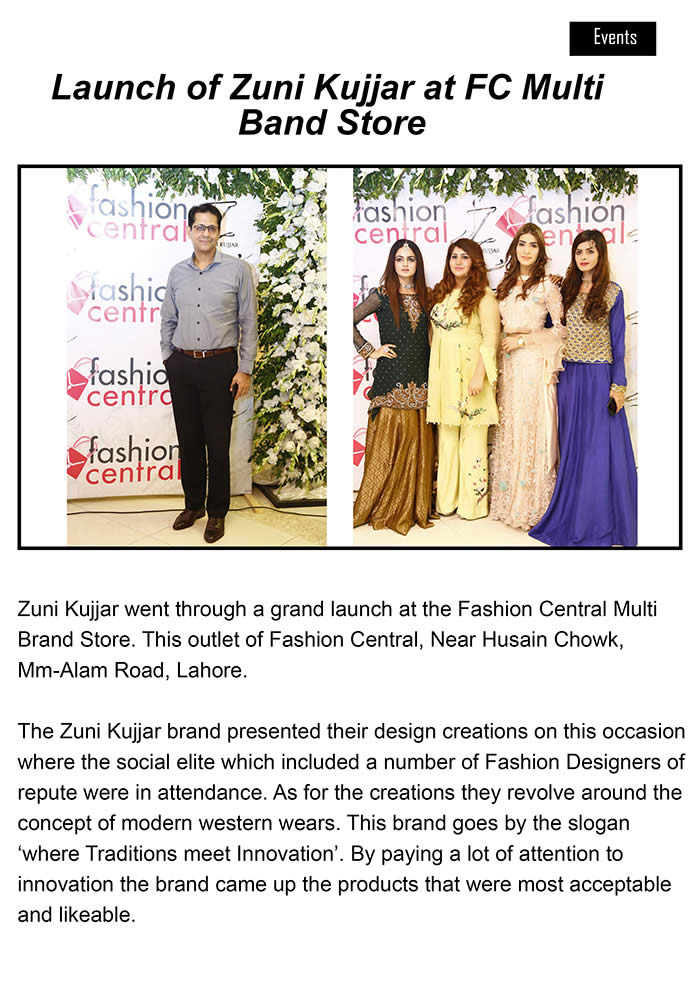 Events
Launch of Zuni Kujjar at FC Multi
Band Store
fashion
central
KUJJAR
fashion
central
fashion
central
fashion
central
fashion
central
fashion
central
Zuni Kujjar went through a grand launch at the Fashion Central Multi
Brand Store. This outlet of Fashion Central, Near Husain Chowk,
Mm-Alam Road, Lahore.
The Zuni Kujjar brand presented their design creations on this occasion
where the social elite which included a number of Fashion Designers of
repute were in attendance. As for the creations they revolve around the
concept of modern western wears. This brand goes by the slogan
‘where Traditions meet Innovation’. By paying a lot of attention to
innovation the brand came up the products that were most acceptable
and likeable.